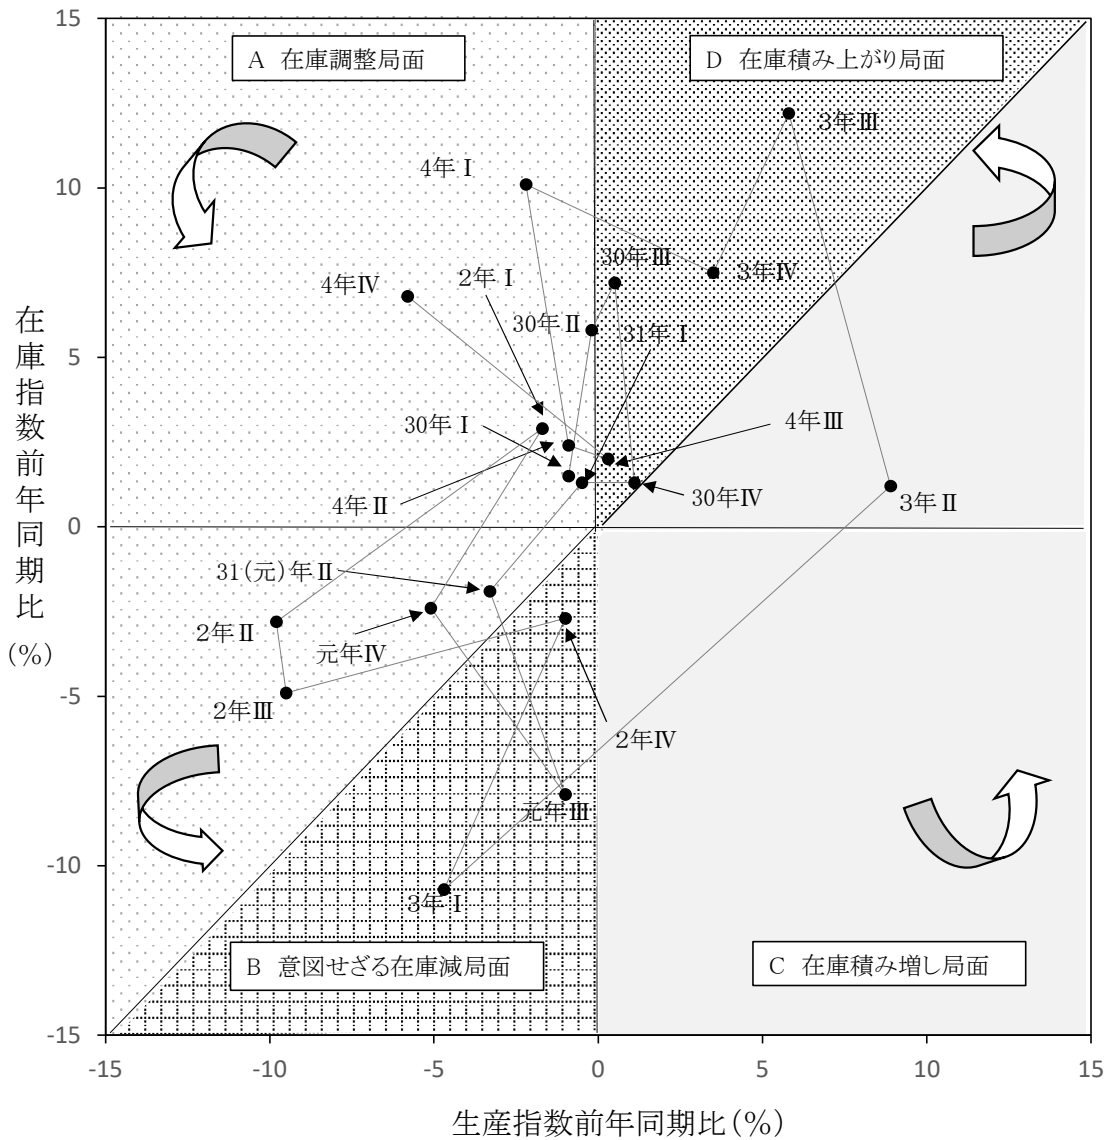 15
A 在庫調整局面
D 在庫積み上がり局面
3年Ⅲ
4年Ⅰ
10
30年Ⅲ
3年Ⅳ
2年Ⅰ
4年Ⅳ
30年Ⅱ
31年Ⅰ
5
30年Ⅰ
4年Ⅲ
4年Ⅱ
30年Ⅳ
3年Ⅱ
0
31(元)年Ⅱ
2年Ⅱ
元年Ⅳ
2年Ⅲ
-5
2年Ⅳ
元年Ⅲ
-10
3年Ⅰ
B 意図せざる在庫減局面
C 在庫積み増し局面
-15
-15
-10
-5
0
5
10
15
在庫指数前年同期比
(%)
生産指数前年同期比(%)